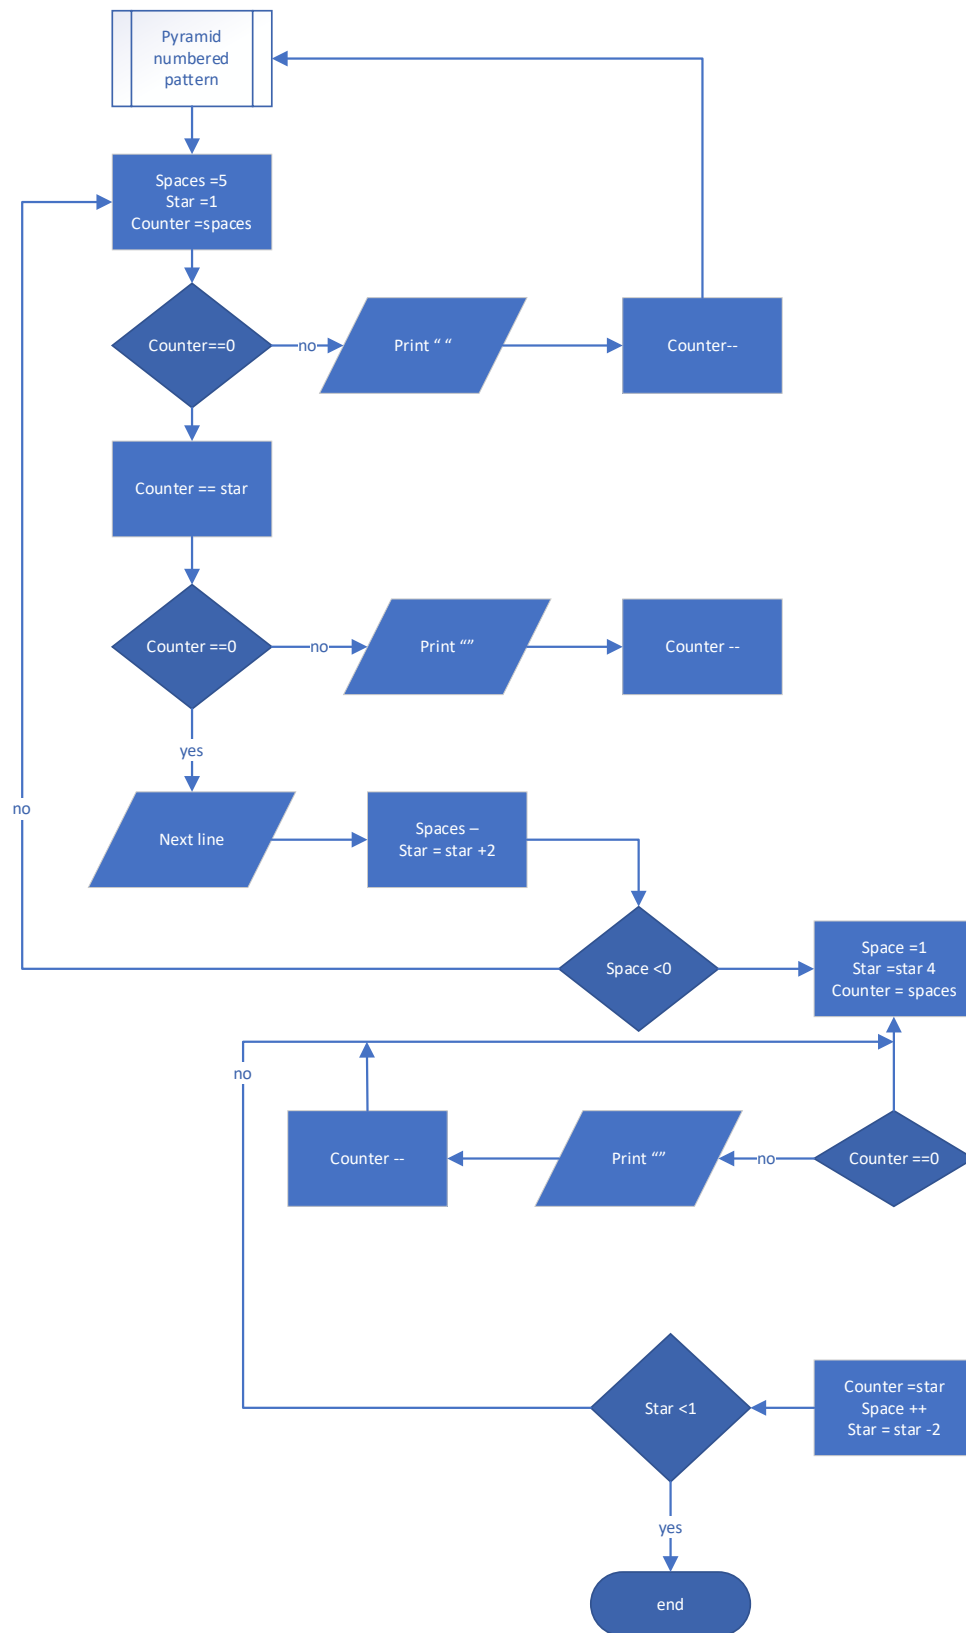 Pyramid
numbered
pattern
Spaces =5
Star =1
Counter =spaces
Counter==0
no
Print “ “
Counter--
Counter == star
Counter ==0
no
Print “”
Counter --
yes
no
Next line
Spaces –
Star = star +2
Space <0
Space =1
Star =star 4
Counter = spaces
no
Counter --
Print “”
no
Counter ==0
Star <1
Counter =star
Space ++
Star = star -2
yes
end